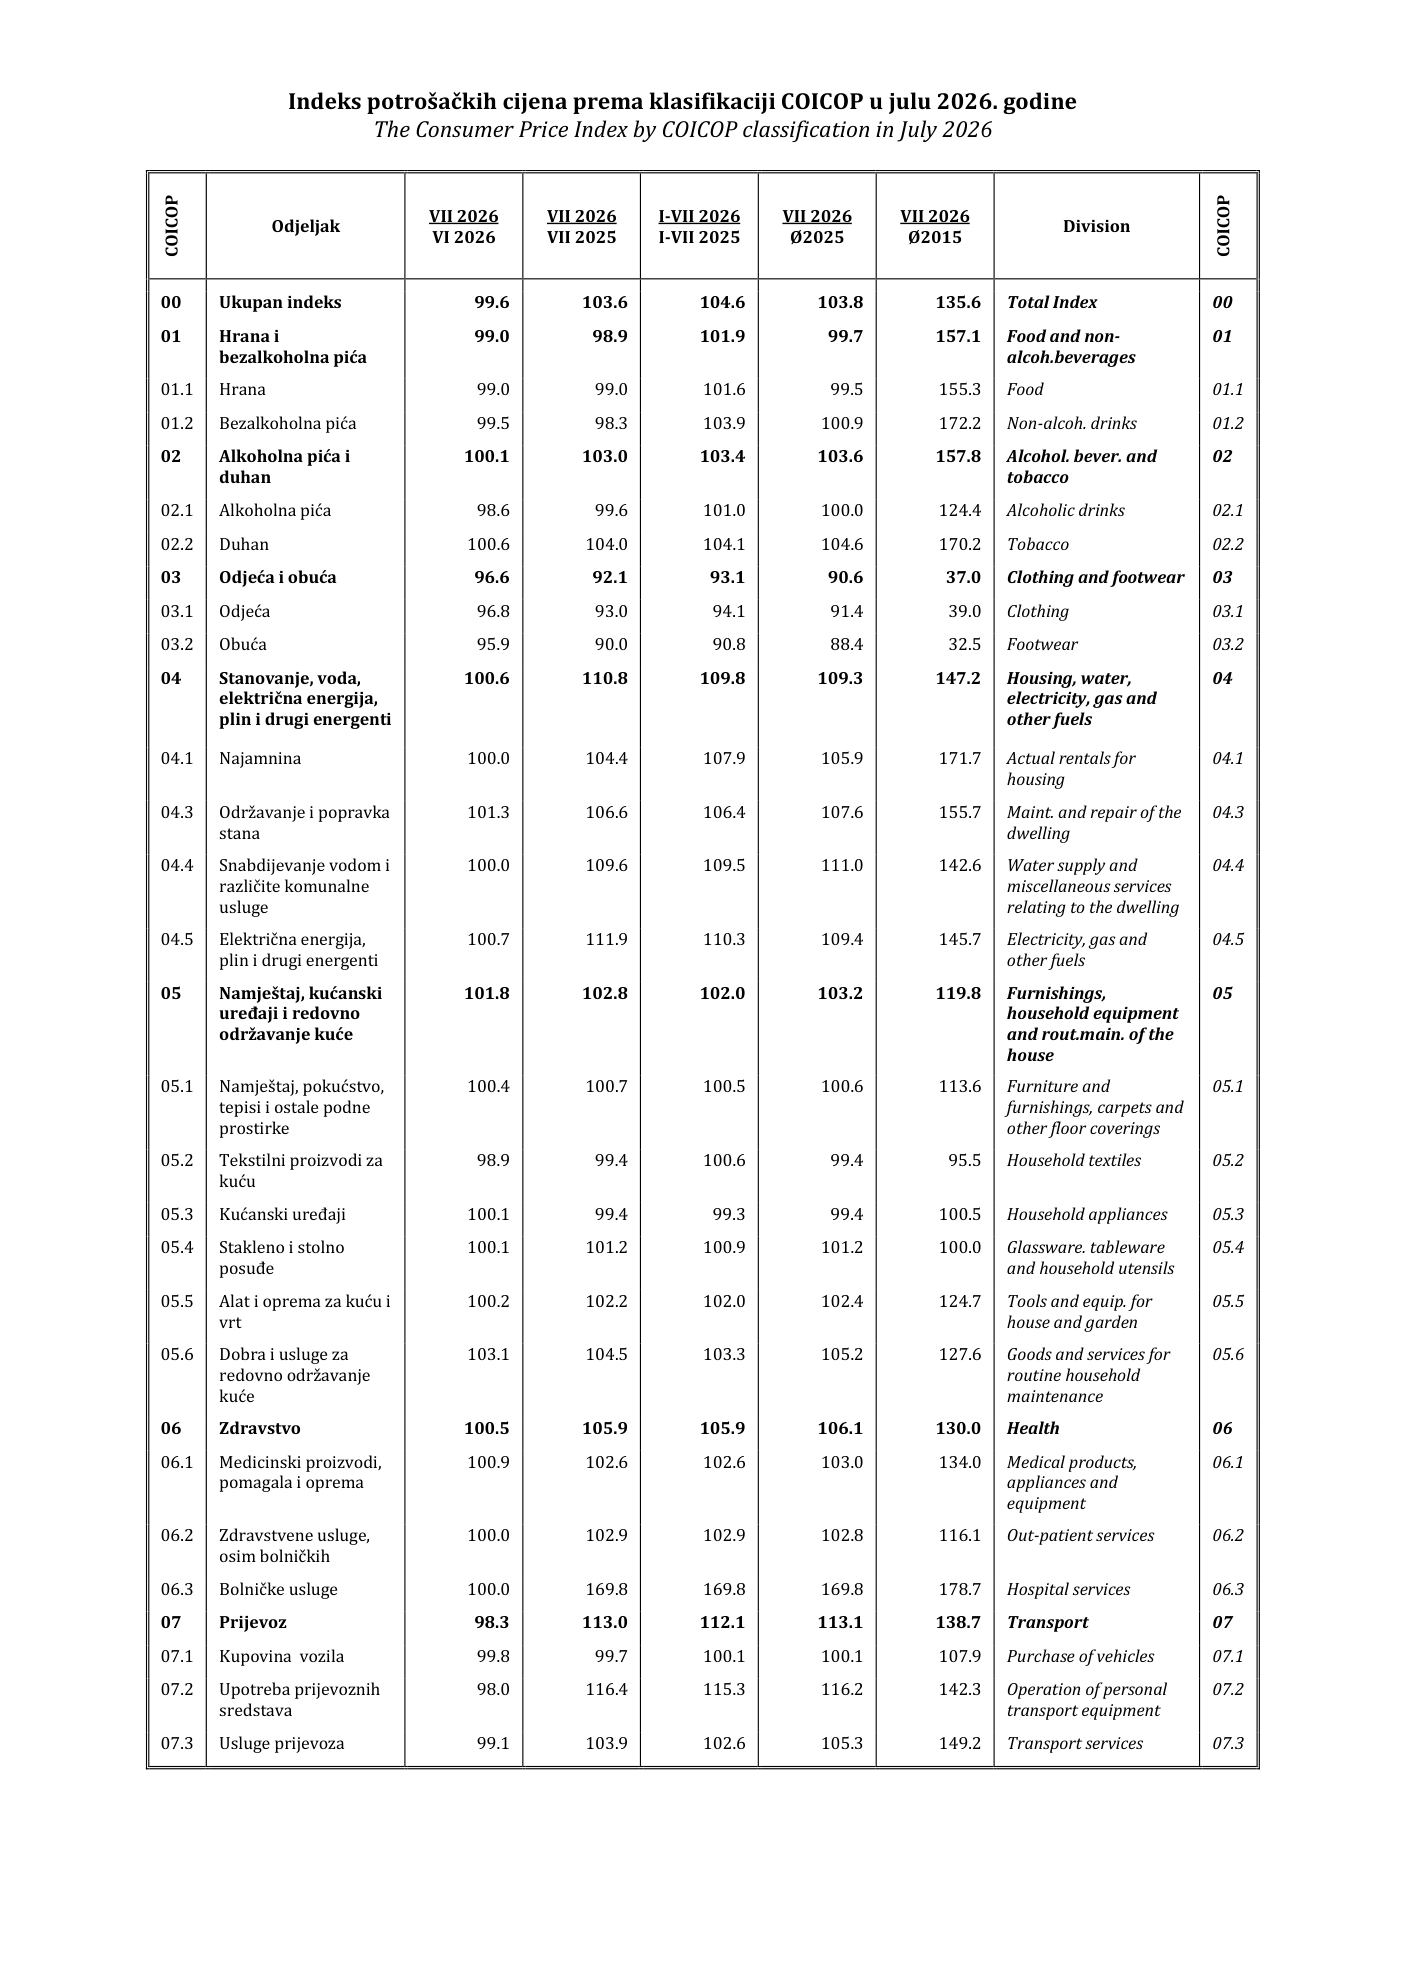 Indeks potrošačkih cijena prema klasifikaciji COICOP u julu 2026. godine
The Consumer Price Index by COICOP classification in July 2026
COICOP Odjeljak VII 2026 VII 2026 I-VII 2026 VII 2026 VII 2026 Division COICOP
VI 2026 VII 2025 I-VII 2025 Ø2025 Ø2015
00 Ukupan indeks 99.6 103.6 104.6 103.8 135.6 Total Index 00
01 Hrana i 99.0 98.9 101.9 99.7 157.1 Food and non- 01
bezalkoholna pića alcoh.beverages
01.1 Hrana 99.0 99.0 101.6 99.5 155.3 Food 01.1
01.2 Bezalkoholna pića 99.5 98.3 103.9 100.9 172.2 Non-alcoh. drinks 01.2
02 Alkoholna pića i 100.1 103.0 103.4 103.6 157.8 Alcohol. bever. and 02
duhan tobacco
02.1 Alkoholna pića 98.6 99.6 101.0 100.0 124.4 Alcoholic drinks 02.1
02.2 Duhan 100.6 104.0 104.1 104.6 170.2 Tobacco 02.2
03 Odjeća i obuća 96.6 92.1 93.1 90.6 37.0 Clothing and footwear 03
03.1 Odjeća 96.8 93.0 94.1 91.4 39.0 Clothing 03.1
03.2 Obuća 95.9 90.0 90.8 88.4 32.5 Footwear 03.2
04 Stanovanje, voda, 100.6 110.8 109.8 109.3 147.2 Housing, water, 04
električna energija, electricity, gas and
plin i drugi energenti other fuels
04.1 Najamnina 100.0 104.4 107.9 105.9 171.7 Actual rentals for 04.1
housing
04.3 Održavanje i popravka 101.3 106.6 106.4 107.6 155.7 Maint. and repair of the 04.3
stana dwelling
04.4 Snabdijevanje vodom i 100.0 109.6 109.5 111.0 142.6 Water supply and 04.4
različite komunalne miscellaneous services
usluge relating to the dwelling
04.5 Električna energija, 100.7 111.9 110.3 109.4 145.7 Electricity, gas and 04.5
plin i drugi energenti other fuels
05 Namještaj, kućanski 101.8 102.8 102.0 103.2 119.8 Furnishings, 05
uređaji i redovno household equipment
održavanje kuće and rout.main. of the
house
05.1 Namještaj, pokućstvo, 100.4 100.7 100.5 100.6 113.6 Furniture and 05.1
tepisi i ostale podne furnishings, carpets and
prostirke other floor coverings
05.2 Tekstilni proizvodi za 98.9 99.4 100.6 99.4 95.5 Household textiles 05.2
kuću
05.3 Kućanski uređaji 100.1 99.4 99.3 99.4 100.5 Household appliances 05.3
05.4 Stakleno i stolno 100.1 101.2 100.9 101.2 100.0 Glassware. tableware 05.4
posuđe and household utensils
05.5 Alat i oprema za kuću i 100.2 102.2 102.0 102.4 124.7 Tools and equip. for 05.5
vrt house and garden
05.6 Dobra i usluge za 103.1 104.5 103.3 105.2 127.6 Goods and services for 05.6
redovno održavanje routine household
kuće maintenance
06 Zdravstvo 100.5 105.9 105.9 106.1 130.0 Health 06
06.1 Medicinski proizvodi, 100.9 102.6 102.6 103.0 134.0 Medical products, 06.1
pomagala i oprema appliances and
equipment
06.2 Zdravstvene usluge, 100.0 102.9 102.9 102.8 116.1 Out-patient services 06.2
osim bolničkih
06.3 Bolničke usluge 100.0 169.8 169.8 169.8 178.7 Hospital services 06.3
07 Prijevoz 98.3 113.0 112.1 113.1 138.7 Transport 07
07.1 Kupovina vozila 99.8 99.7 100.1 100.1 107.9 Purchase of vehicles 07.1
07.2 Upotreba prijevoznih 98.0 116.4 115.3 116.2 142.3 Operation of personal 07.2
sredstava transport equipment
07.3 Usluge prijevoza 99.1 103.9 102.6 105.3 149.2 Transport services 07.3